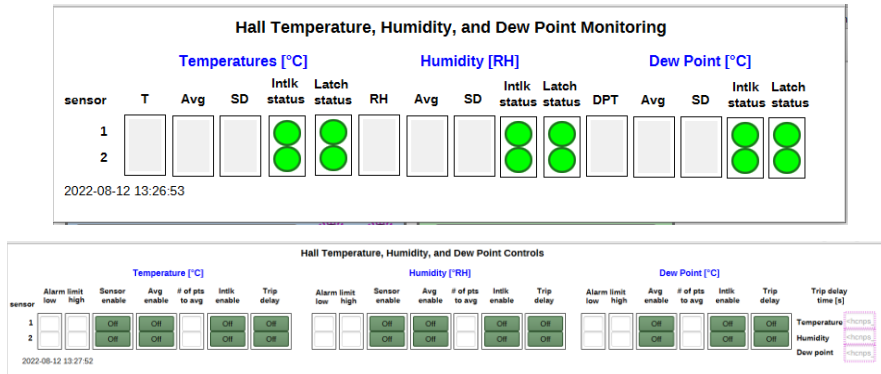 Hall Temperature, Humidity, and Dew Point Monitoring
Temperatures [°C] Humidity [RH] Dew Point [°C]
sensor T Avg SD Intlk status Latch status RH Avg SD Intlk status Latch status DPT Avg SD Intlk status Latch status
1
2
2022-08-12 13:26:53
Hall Temperature, Humidity, and Dew Point Controls
Temperature [°C] Humidity [°RH] Dew Point [°C]
sensor Alarm limit low high Sensor enable Avg enable # of pts to avg Intlk enable Trip delay Alarm limit low high Sensor enable Avg enable # of pts to avg Intlk enable Trip delay Alarm limit low high Avg enable # of pts to avg Intlk enable Trip delay Trip delay time [s]
1 Off Off Off Off Off Off Off Off Off Off Off Temperature <hcnps_
2 Off Off Off Off Off Off Off Off Off Off Off Humidity <hcnps_
Dew point <hcnps_
2022-08-12 13:27:52